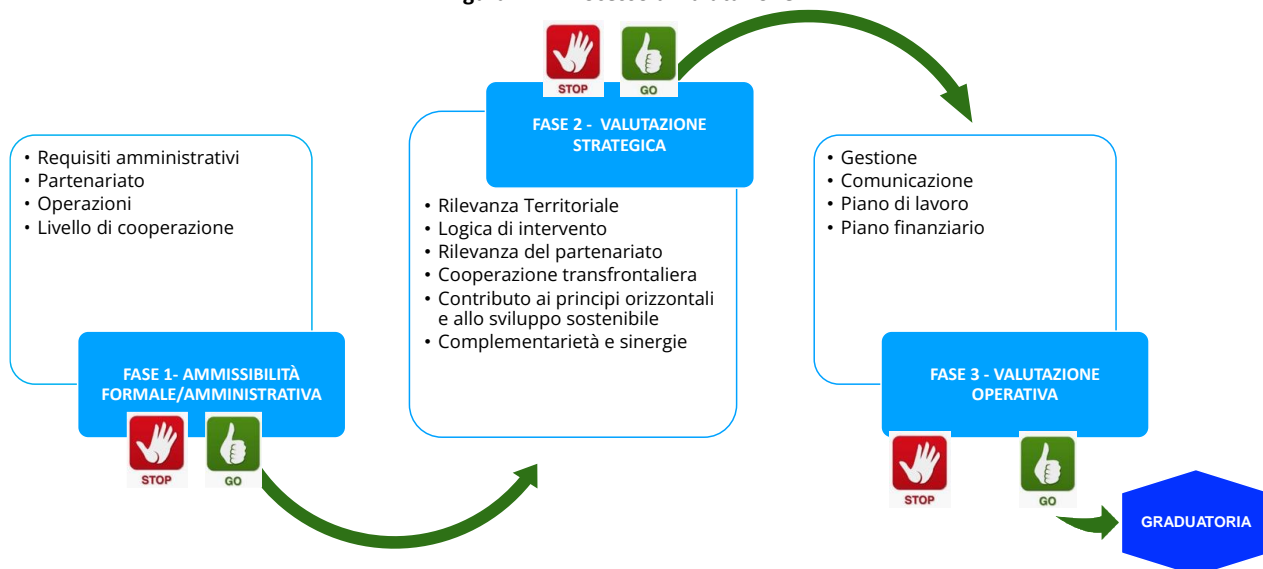 • Requisiti amministrativi
• Partenariato
• Operazioni
• Livello di cooperazione
FASE 1- AMMISSIBILITÀ
FORMALE/AMMINISTRATIVA
STOP
GO
STOP
GO
FASE 2 - VALUTAZIONE
STRATEGICA
• Rilevanza Territoriale
• Logica di intervento
• Rilevanza del partenariato
• Cooperazione transfrontaliera
• Contributo ai principi orizzontali
e allo sviluppo sostenibile
• Complementarietà e sinergie
• Gestione
• Comunicazione
• Piano di lavoro
• Piano finanziario
FASE 3 - VALUTAZIONE
OPERATIVA
STOP
GO
GRADUATORIA